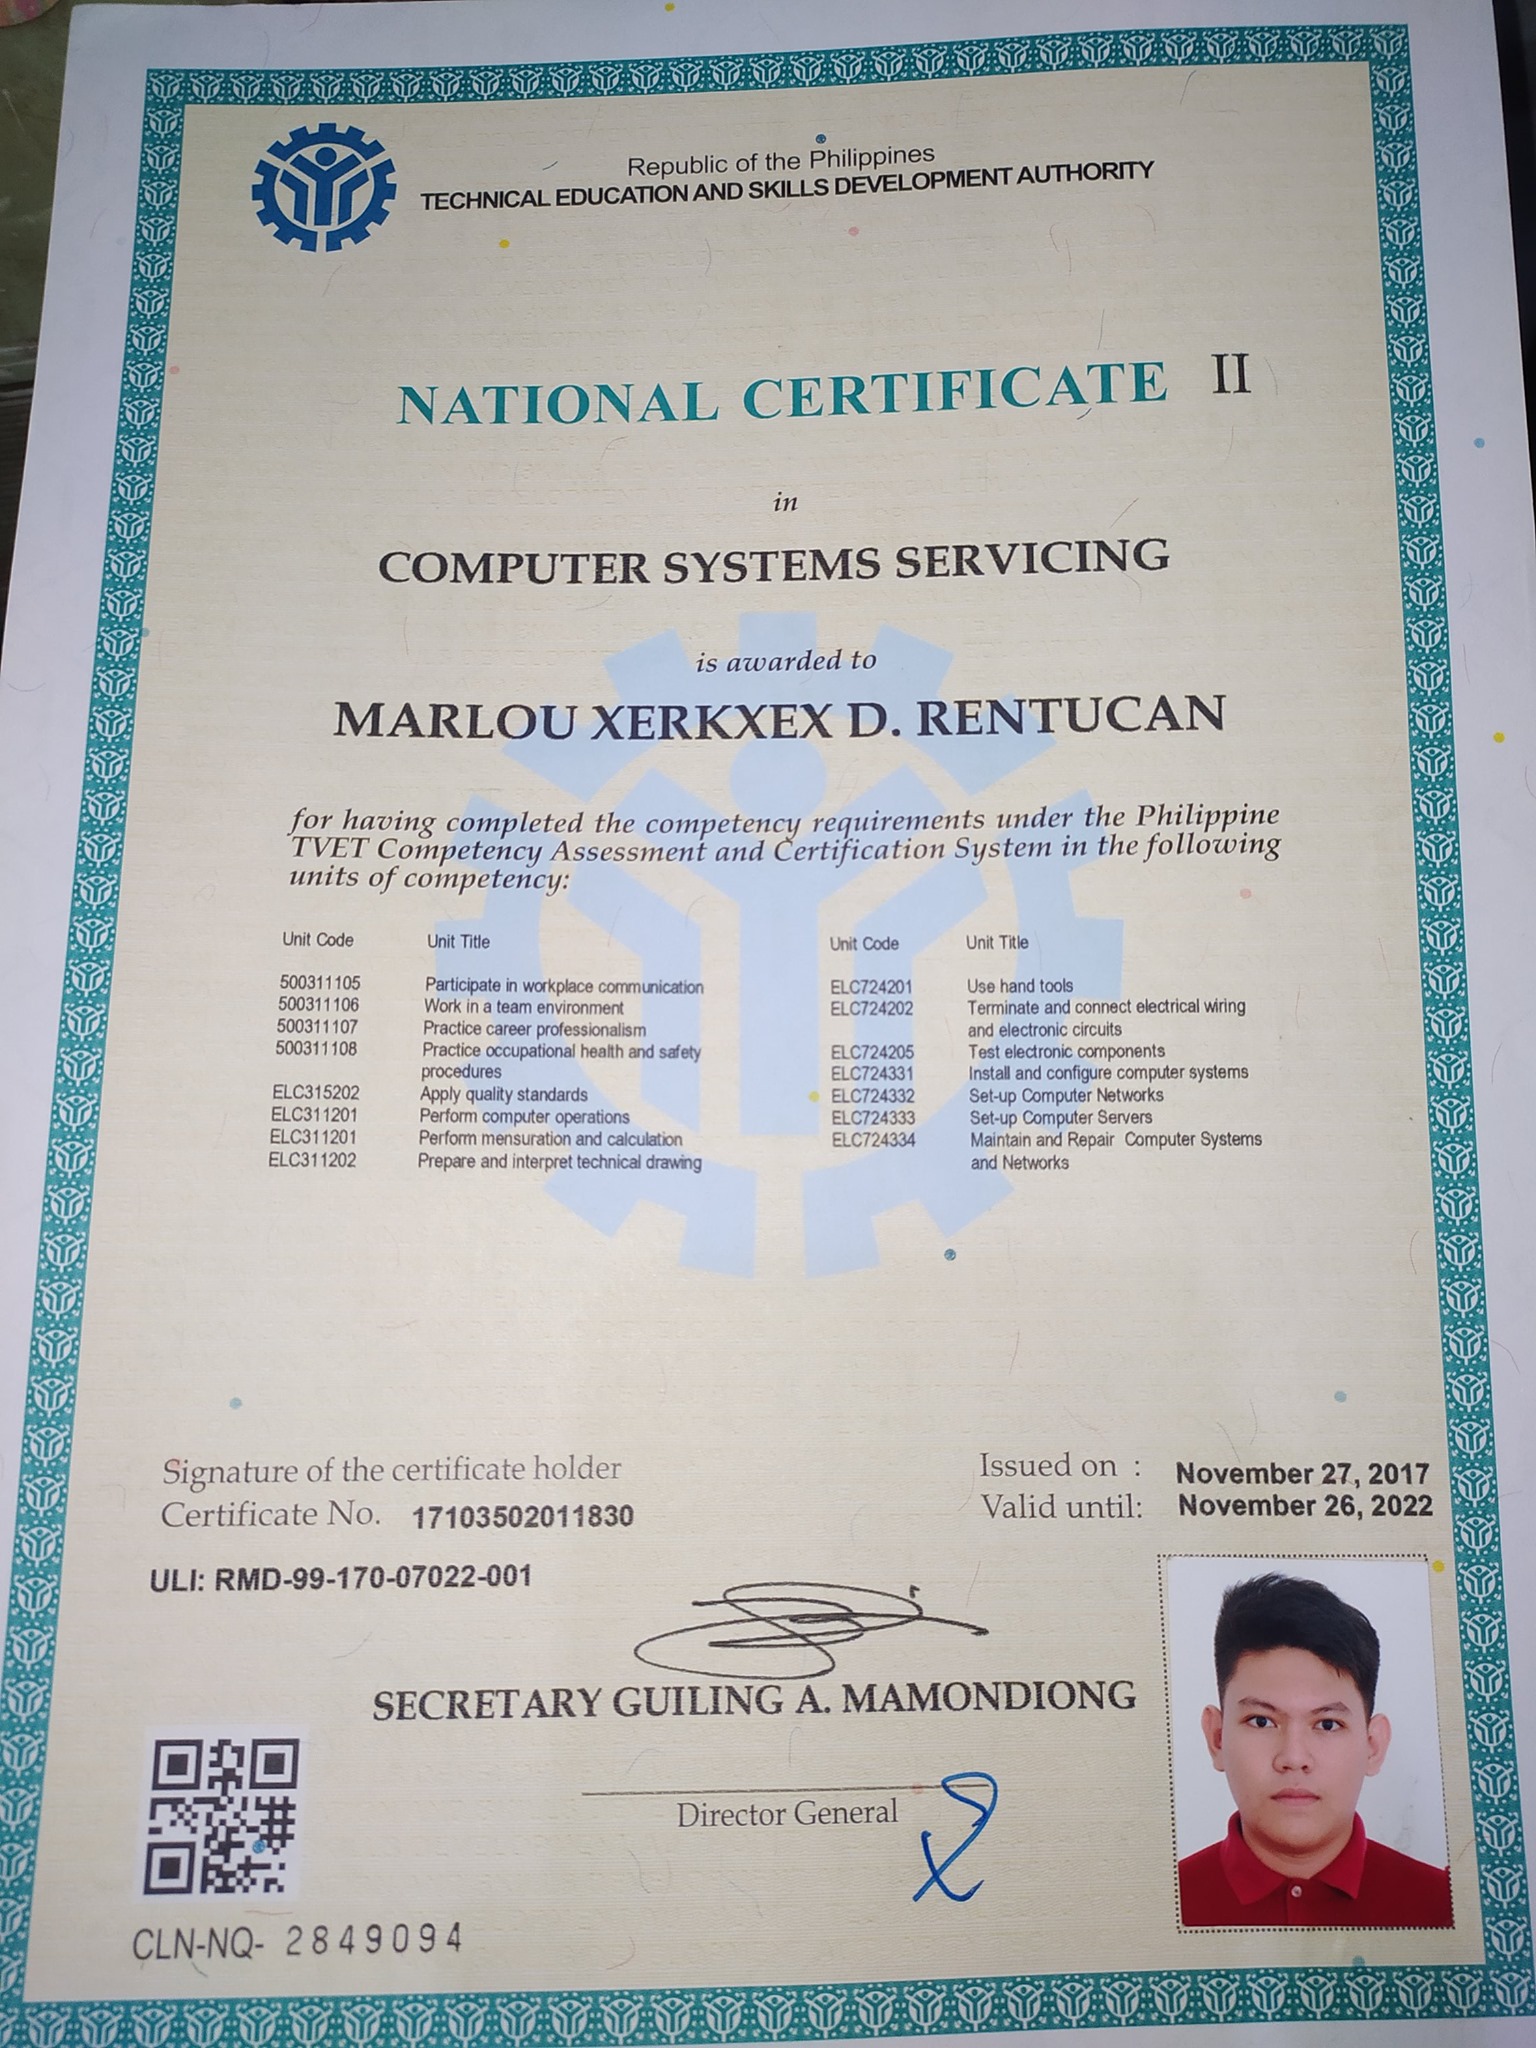 Republic of the Philippines
TECHNICAL EDUCATION AND SKILLS DEVELOPMENT AUTHORITY
NATIONAL CERTIFICATE II
in
COMPUTER SYSTEMS SERVICING
is awarded to
MARLOU XERKXEX D. RENTUCAN
for having completed the competency requirements under the Philippine
TVET Competency Assessment and Certification System in the following
units of competency:
Unit Code Unit Title
500311105 Participate in workplace communication
500311106 Work in a team environment
500311107 Practice career professionalism
500311108 Practice occupational health and safety
procedures
ELC315202 Apply quality standards
ELC311201 Perform computer operations
ELC311201 Perform mensuration and calculation
ELC311202 Prepare and interpret technical drawing
Unit Code Unit Title
ELC724201 Use hand tools
ELC724202 Terminate and connect electrical wiring
and electronic circuits
ELC724205 Test electronic components
ELC724331 Install and configure computer systems
ELC724332 Set-up Computer Networks
ELC724333 Set-up Computer Servers
ELC724334 Maintain and Repair Computer Systems
and Networks
Signature of the certificate holder
Certificate No. 17103502011830
ULI: RMD-99-170-07022-001
Issued on : November 27, 2017
Valid until: November 26, 2022
SECRETARY GUILING A. MAMONDIONG
Director General
CLN-NQ- 2849094